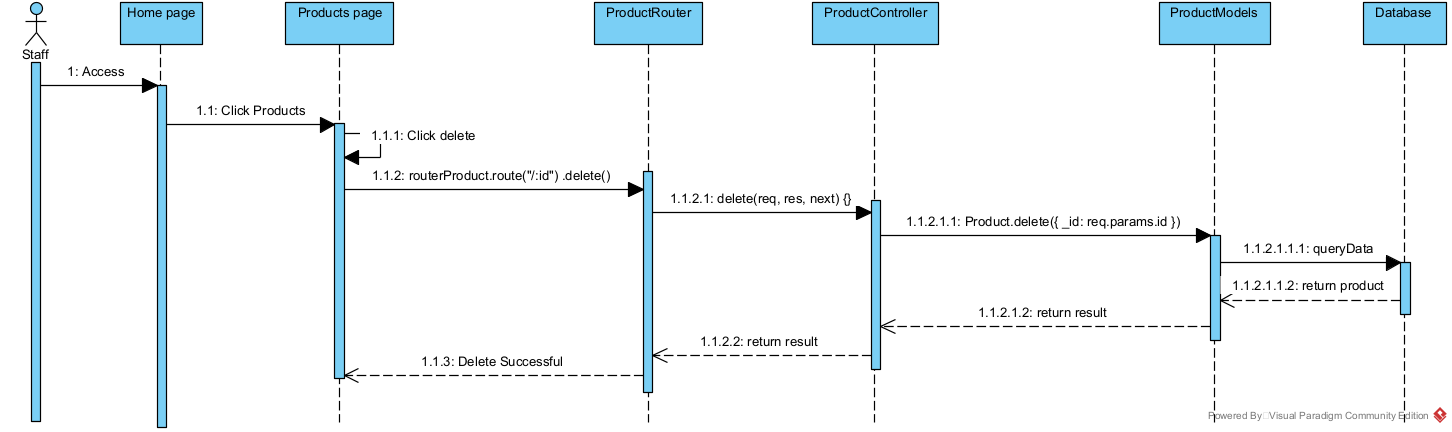 Staff
Home page
Products page
ProductRouter
ProductController
ProductModels
Database
1: Access
1.1: Click Products
1.1.1: Click delete
1.1.2: routerProduct.route("/:id") .delete()
1.1.2.1: delete(req, res, next) {}
1.1.2.1.1: Product.delete({ _id: req.params.id })
1.1.2.1.1.1: queryData
1.1.2.1.1.2: return product
1.1.2.1.2: return result
1.1.2.2: return result
1.1.3: Delete Successful
Powered By Visual Paradigm Community Edition